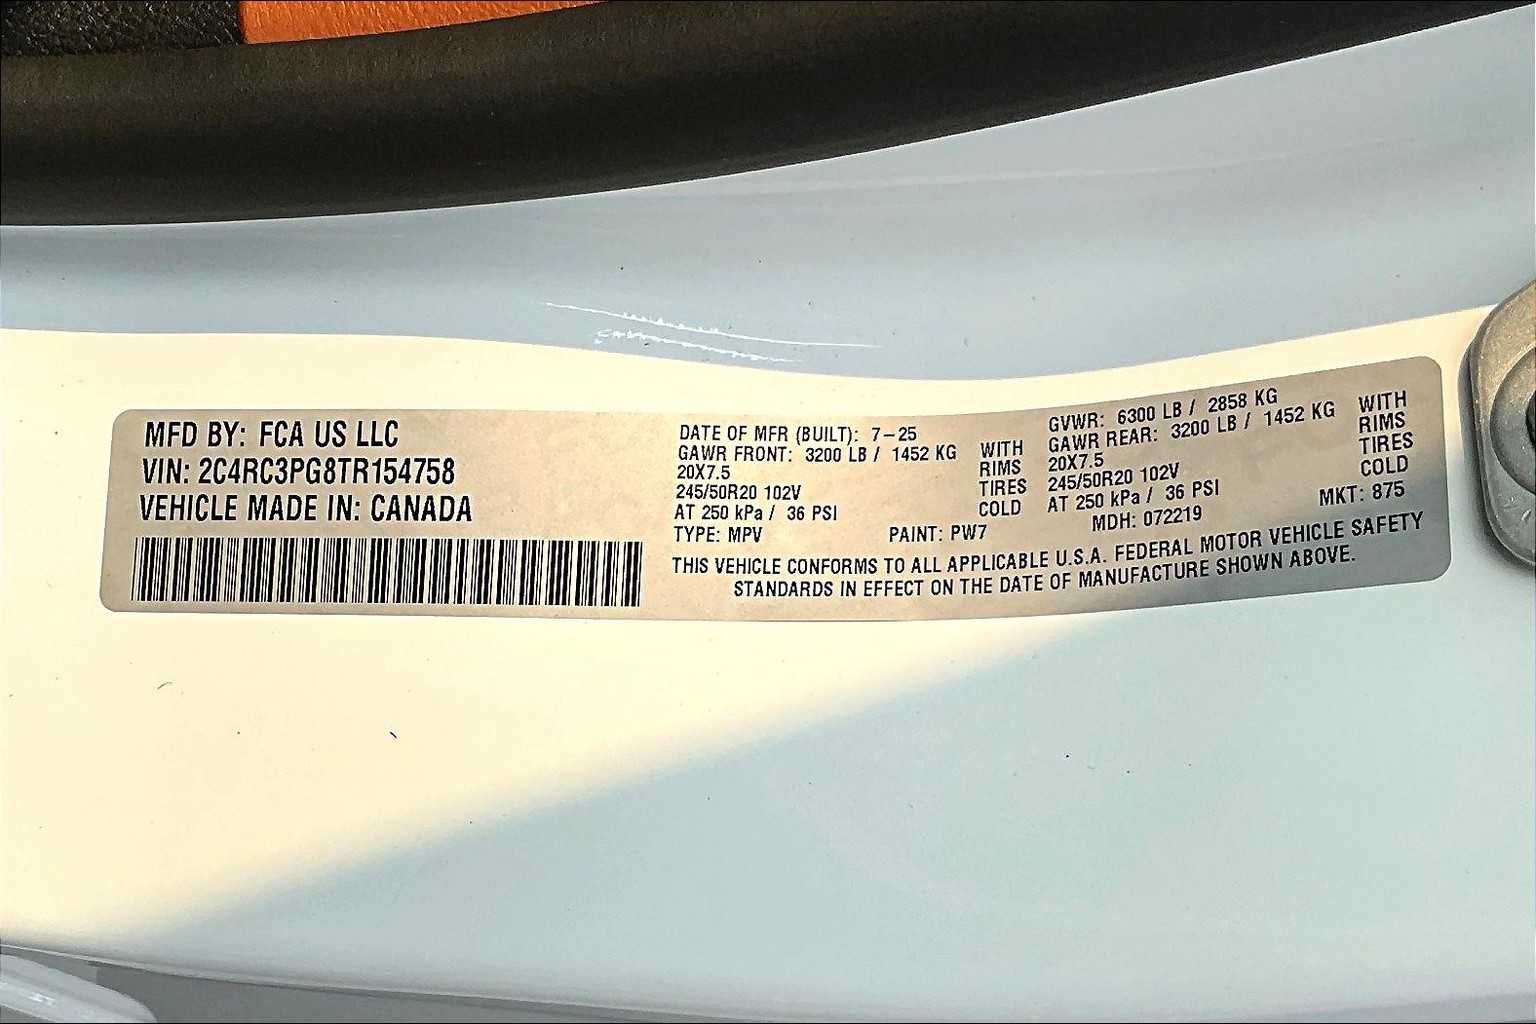 MFD BY: FCA US LLC
VIN: 2C4RC3PG8TR154758
VEHICLE MADE IN: CANADA
DATE OF MFR (BUILT): 7-25
GAWR FRONT: 3200 LB / 1452 KG WITH
20X7.5 RIMS
245/50R20 102V TIRES
AT 250 kPa / 36 PSI COLD
GVWR: 6300 LB / 2858 KG
GAWR REAR: 3200 LB / 1452 KG WITH
20X7.5 RIMS
245/50R20 102V TIRES
AT 250 kPa / 36 PSI COLD
TYPE: MPV PAINT: PW7 MDH: 072219 MKT: 875
THIS VEHICLE CONFORMS TO ALL APPLICABLE U.S.A. FEDERAL MOTOR VEHICLE SAFETY
STANDARDS IN EFFECT ON THE DATE OF MANUFACTURE SHOWN ABOVE.